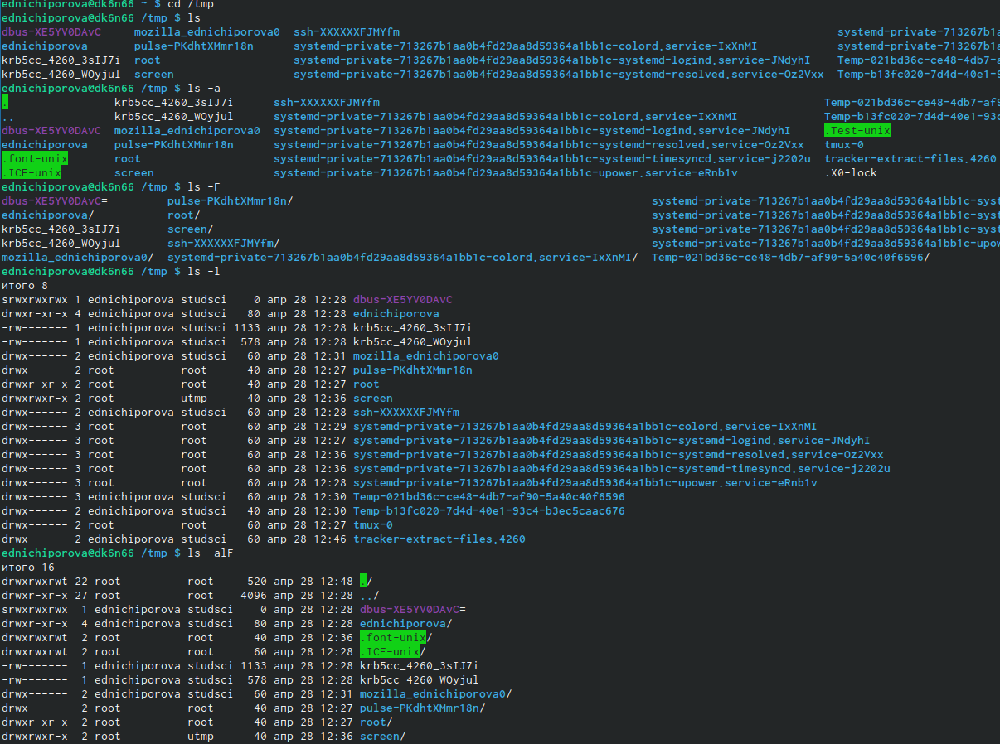 ednichiporova@dk6n66 ~ $ cd /tmp
ednichiporova@dk6n66 /tmp $ ls
dbus-XE5YV0DAvC mozilla_ednichiporova0 ssh-XXXXXXFJMYfm systemd-private-713267b1a
ednichiporova pulse-PKdhtXMmr18n systemd-private-713267b1aa0b4fd29aa8d59364a1bb1c-colord.service-IxXnMI systemd-private-713267b1a
krb5cc_4260_3sIJ7i root systemd-private-713267b1aa0b4fd29aa8d59364a1bb1c-systemd-logind.service-JNdyhI Temp-021bd36c-ce48-4db7-a
krb5cc_4260_WOyjul screen systemd-private-713267b1aa0b4fd29aa8d59364a1bb1c-systemd-resolved.service-Oz2Vxx Temp-b13fc020-7d4d-40e1-9
ednichiporova@dk6n66 /tmp $ ls -a
. krb5cc_4260_3sIJ7i ssh-XXXXXXFJMYfm Temp-021bd36c-ce48-4db7-af9
.. krb5cc_4260_WOyjul systemd-private-713267b1aa0b4fd29aa8d59364a1bb1c-colord.service-IxXnMI Temp-b13fc020-7d4d-40e1-93c
dbus-XE5YV0DAvC mozilla_ednichiporova0 systemd-private-713267b1aa0b4fd29aa8d59364a1bb1c-systemd-logind.service-JNdyhI .Test-unix
ednichiporova pulse-PKdhtXMmr18n systemd-private-713267b1aa0b4fd29aa8d59364a1bb1c-systemd-resolved.service-Oz2Vxx tmux-0
.font-unix root systemd-private-713267b1aa0b4fd29aa8d59364a1bb1c-systemd-timesyncd.service-j2202u tracker-extract-files.4260
.ICE-unix screen systemd-private-713267b1aa0b4fd29aa8d59364a1bb1c-upower.service-eRnb1v .X0-lock
ednichiporova@dk6n66 /tmp $ ls -F
dbus-XE5YV0DAvC= pulse-PKdhtXMmr18n/ systemd-private-713267b1aa0b4fd29aa8d59364a1bb1c-syst
ednichiporova/ root/ systemd-private-713267b1aa0b4fd29aa8d59364a1bb1c-syst
krb5cc_4260_3sIJ7i screen/ systemd-private-713267b1aa0b4fd29aa8d59364a1bb1c-syst
krb5cc_4260_WOyjul ssh-XXXXXXFJMYfm/ systemd-private-713267b1aa0b4fd29aa8d59364a1bb1c-upow
mozilla_ednichiporova0/ systemd-private-713267b1aa0b4fd29aa8d59364a1bb1c-colord.service-IxXnMI/ Temp-021bd36c-ce48-4db7-af90-5a40c40f6596/
ednichiporova@dk6n66 /tmp $ ls -l
итого 8
srwxrwxrwx 1 ednichiporova studsci 0 апр 28 12:28 dbus-XE5YV0DAvC
drwxr-xr-x 4 ednichiporova studsci 80 апр 28 12:28 ednichiporova
-rw------- 1 ednichiporova studsci 1133 апр 28 12:28 krb5cc_4260_3sIJ7i
-rw------- 1 ednichiporova studsci 578 апр 28 12:28 krb5cc_4260_WOyjul
drwx------ 2 ednichiporova studsci 60 апр 28 12:31 mozilla_ednichiporova0
drwx------ 2 root root 40 апр 28 12:27 pulse-PKdhtXMmr18n
drwxr-xr-x 2 root root 40 апр 28 12:27 root
drwxrwxr-x 2 root utmp 40 апр 28 12:36 screen
drwx------ 2 ednichiporova studsci 60 апр 28 12:28 ssh-XXXXXXFJMYfm
drwx------ 3 root root 60 апр 28 12:29 systemd-private-713267b1aa0b4fd29aa8d59364a1bb1c-colord.service-IxXnMI
drwx------ 3 root root 60 апр 28 12:27 systemd-private-713267b1aa0b4fd29aa8d59364a1bb1c-systemd-logind.service-JNdyhI
drwx------ 3 root root 60 апр 28 12:36 systemd-private-713267b1aa0b4fd29aa8d59364a1bb1c-systemd-resolved.service-Oz2Vxx
drwx------ 3 root root 60 апр 28 12:36 systemd-private-713267b1aa0b4fd29aa8d59364a1bb1c-systemd-timesyncd.service-j2202u
drwx------ 3 root root 60 апр 28 12:28 systemd-private-713267b1aa0b4fd29aa8d59364a1bb1c-upower.service-eRnb1v
drwx------ 3 ednichiporova studsci 60 апр 28 12:30 Temp-021bd36c-ce48-4db7-af90-5a40c40f6596
drwx------ 2 ednichiporova studsci 40 апр 28 12:30 Temp-b13fc020-7d4d-40e1-93c4-b3ec5caac676
drwx------ 2 root root 60 апр 28 12:27 tmux-0
drwx------ 2 ednichiporova studsci 60 апр 28 12:46 tracker-extract-files.4260
ednichiporova@dk6n66 /tmp $ ls -alF
итого 16
drwxrwxrwt 22 root root 520 апр 28 12:48 ./
drwxr-xr-x 27 root root 4096 апр 28 12:28 ../
srwxrwxrwx 1 ednichiporova studsci 0 апр 28 12:28 dbus-XE5YV0DAvC=
drwxr-xr-x 4 ednichiporova studsci 80 апр 28 12:28 ednichiporova/
drwxrwxrwt 2 root root 40 апр 28 12:36 .font-unix/
drwxrwxrwt 2 root root 60 апр 28 12:28 .ICE-unix/
-rw------- 1 ednichiporova studsci 1133 апр 28 12:28 krb5cc_4260_3sIJ7i
-rw------- 1 ednichiporova studsci 578 апр 28 12:28 krb5cc_4260_WOyjul
drwx------ 2 ednichiporova studsci 60 апр 28 12:31 mozilla_ednichiporova0/
drwx------ 2 root root 40 апр 28 12:27 pulse-PKdhtXMmr18n/
drwxr-xr-x 2 root root 40 апр 28 12:27 root/
drwxrwxr-x 2 root utmp 40 апр 28 12:36 screen/